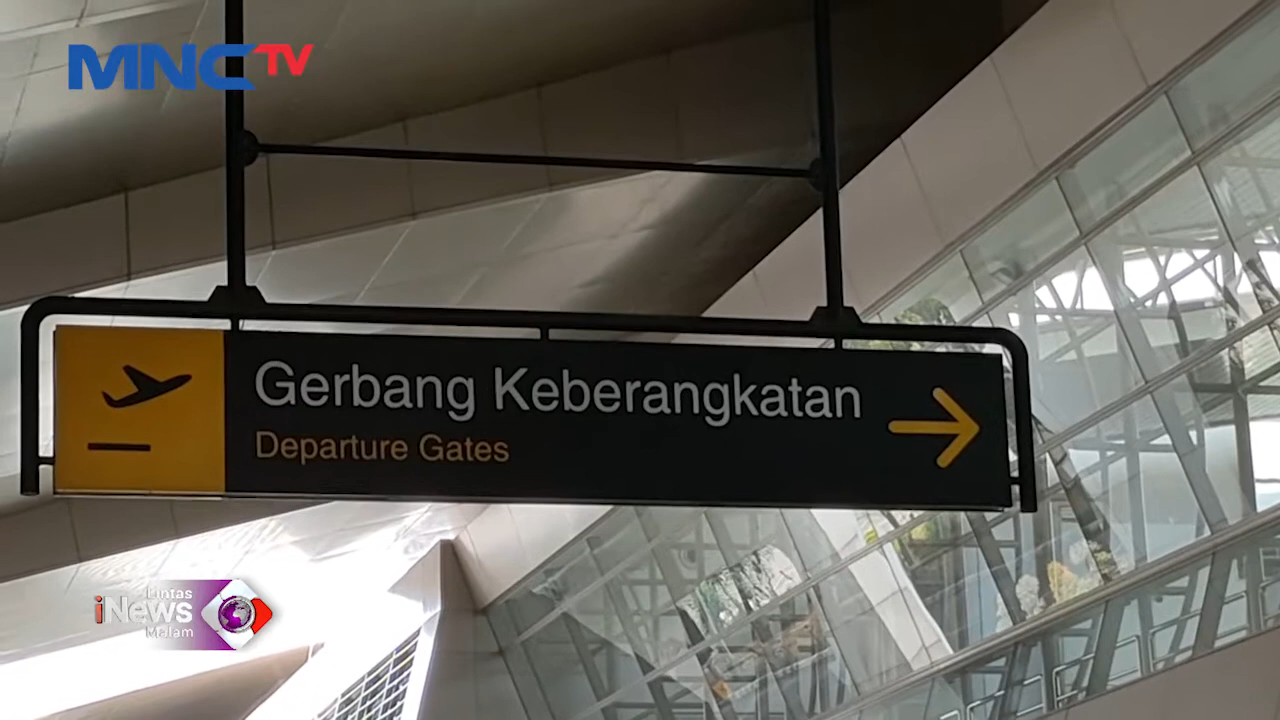 MNCTV
Gerbang Keberangkatan
Departure Gates
Lintas
iNews
Malam